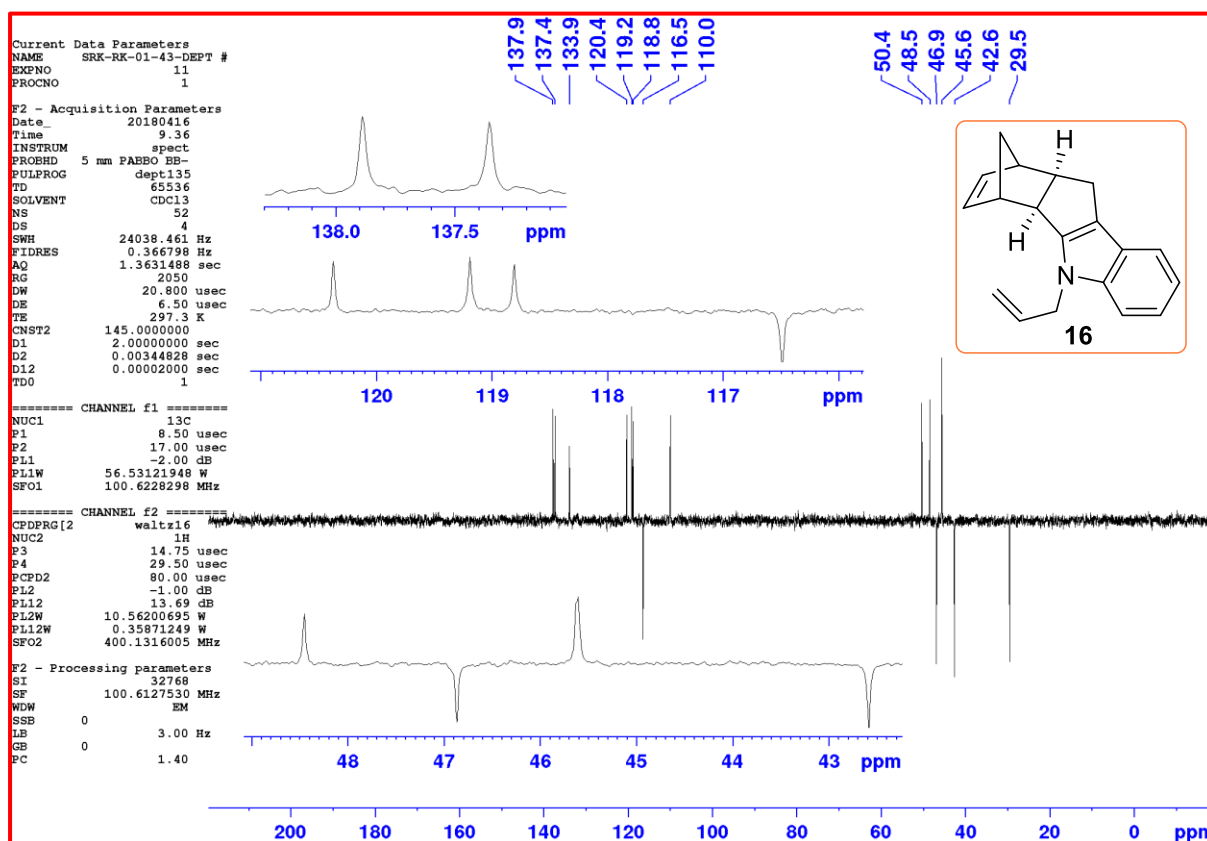 Current Data Parameters
NAME SRK-RK-01-43-DEPT #
EXPNO 11
PROCNO 1
F2 - Acquisition Parameters
Date_ 20180416
Time 9.36
INSTRUM spect
PROBHD 5 mm PABBO BB-
PULPROG dept135
TD 65536
SOLVENT CDCl3
NS 52
DS 4
SWH 24038.461 Hz
FIDRES 0.366798 Hz
AQ 1.3631488 sec
RG 2050
DW 20.800 usec
DE 6.50 usec
TE 297.3 K
CNST2 145.0000000
D1 2.00000000 sec
D2 0.00344828 sec
D12 0.00002000 sec
TD0 1
======== CHANNEL f1 ========
NUC1 13C
P1 8.50 usec
P2 17.00 usec
PL1 -2.00 dB
PL1W 56.53121948 W
SFO1 100.6228298 MHz
======== CHANNEL f2 ========
CPDPRG[2 waltz16
NUC2 1H
P3 14.75 usec
P4 29.50 usec
PCPD2 80.00 usec
PL2 -1.00 dB
PL12 13.69 dB
PL2W 10.56200695 W
PL12W 0.35871249 W
SFO2 400.1316005 MHz
F2 - Processing parameters
SI 32768
SF 100.6127530 MHz
WDW EM
SSB 0
LB 3.00 Hz
GB 0
PC 1.40
137.9
137.4
133.9
120.4
119.2
118.8
116.5
110.0
50.4
48.5
46.9
45.6
42.6
29.5
H
H
N
16
138.0 137.5 ppm
120 119 118 117 ppm
48 47 46 45 44 43 ppm
200 180 160 140 120 100 80 60 40 20 0 ppm